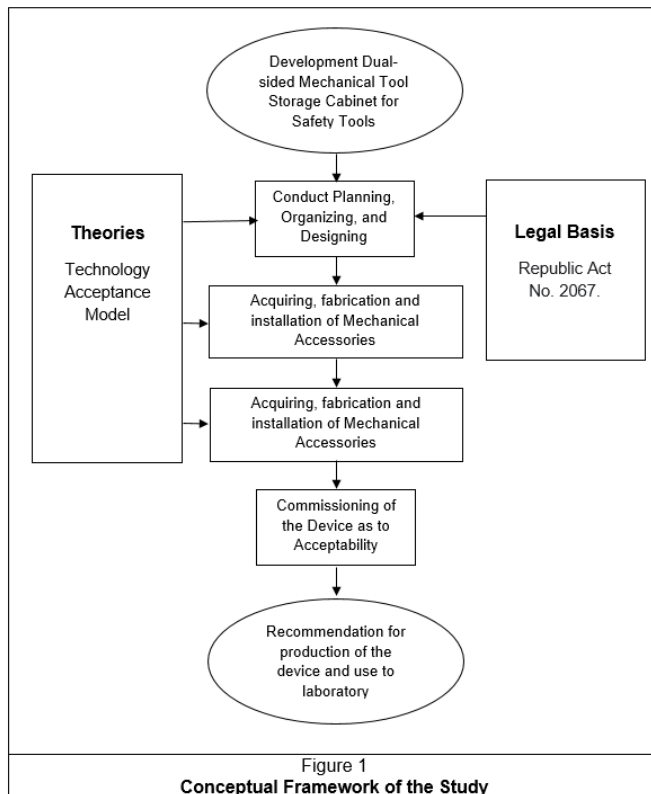 Development Dual-
sided Mechanical Tool
Storage Cabinet for
Safety Tools
Theories
Technology
Acceptance
Model
Conduct Planning,
Organizing, and
Designing
Legal Basis
Republic Act
No. 2067.
Acquiring, fabrication and
installation of Mechanical
Accessories
Acquiring, fabrication and
installation of Mechanical
Accessories
Commissioning of
the Device as to
Acceptability
Recommendation for
production of the
device and use to
laboratory
Figure 1
Conceptual Framework of the Study